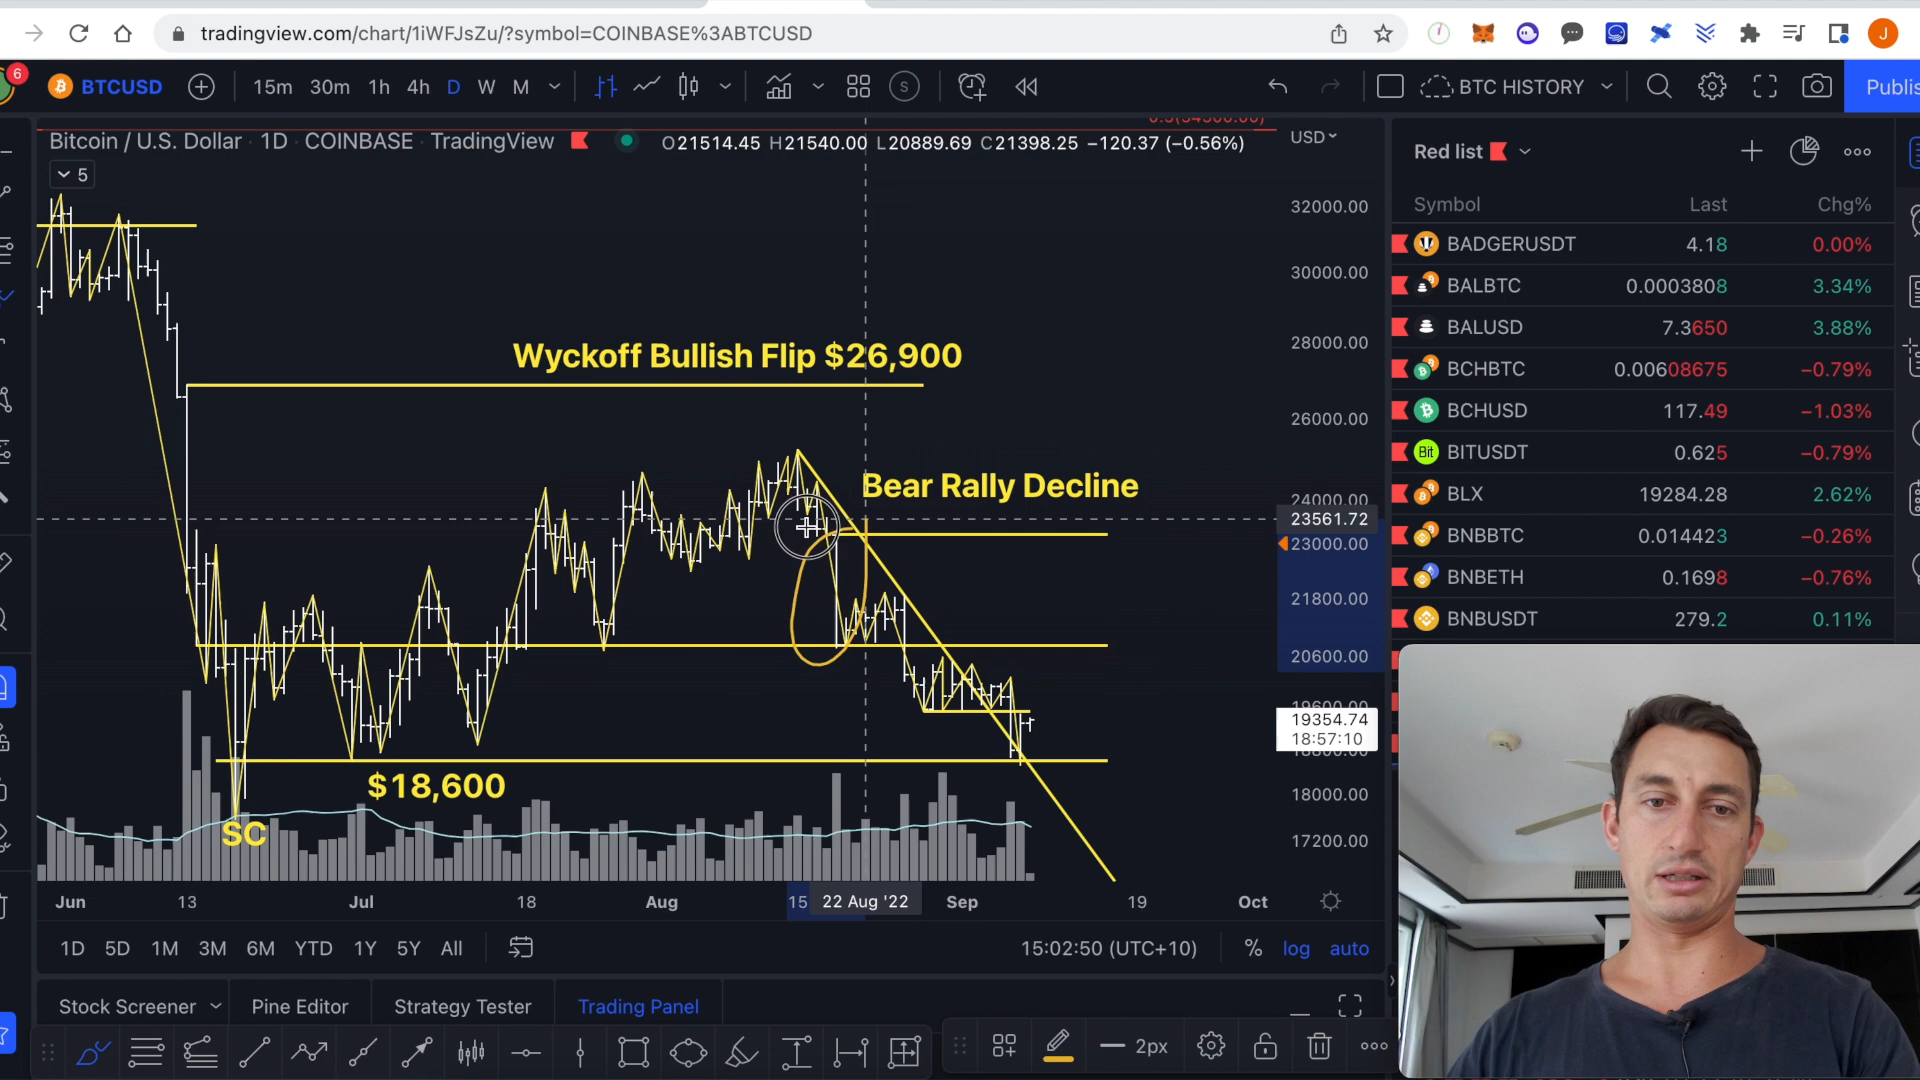 tradingview.com/chart/1iWFJsZu/?symbol=COINBASE%3ABTCUSD
J
6
BTCUSD 15m 30m 1h 4h D W M S BTC HISTORY Publis
Bitcoin / U.S. Dollar · 1D · COINBASE · TradingView O21514.45 H21540.00 L20889.69 C21398.25 −120.37 (−0.56%)
USD
5
32000.00
30000.00
28000.00
26000.00
24000.00
23561.72
23000.00
21800.00
20600.00
19354.74
18:57:10
18000.00
17200.00
Wyckoff Bullish Flip $26,900
Bear Rally Decline
$18,600
SC
Jun 13 Jul 18 Aug 15 22 Aug '22 Sep 19 Oct
1D 5D 1M 3M 6M YTD 1Y 5Y All 15:02:50 (UTC+10) % log auto
Stock Screener Pine Editor Strategy Tester Trading Panel
2px
Red list
Symbol Last Chg%
BADGERUSDT 4.18 0.00%
BALBTC 0.0003808 3.34%
BALUSD 7.3650 3.88%
BCHBTC 0.00608675 −0.79%
BCHUSD 117.49 −1.03%
Bit BITUSDT 0.625 −0.79%
BLX 19284.28 2.62%
BNBBTC 0.014423 −0.26%
BNBETH 0.1698 −0.76%
BNBUSDT 279.2 0.11%